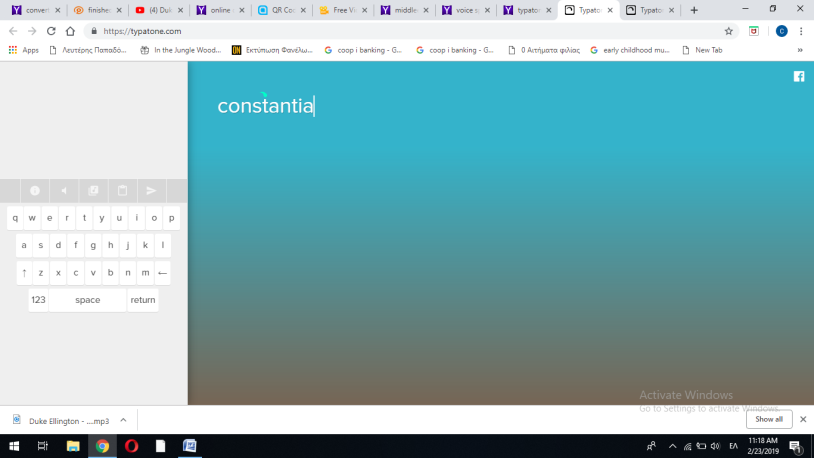 convert
finishe
(4) Duk
online
QR Co
Free Vi
middle
voice s
typato
Typato
Typato
https://typatone.com
Apps
Λευτέρης Παπαδό...
In the Jungle Wood...
Εκτύπωση Φανέλω...
coop i banking - G...
coop i banking - G...
0 Αιτήματα φιλίας
early childhood mu...
New Tab
»
constantia
q w e r t y u i o p
a s d f g h j k l
↑ z x c v b n m ←
123 space return
Activate Windows
Go to Settings to activate Windows.
Duke Ellington - ....mp3
Show all
ΕΛ
11:18 AM
2/23/2019
1